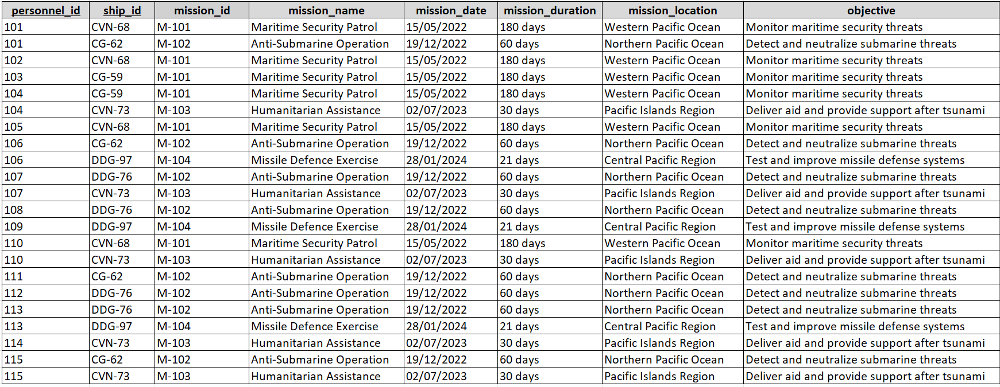 personnel_id ship_id mission_id mission_name mission_date mission_duration mission_location objective
101 CVN-68 M-101 Maritime Security Patrol 15/05/2022 180 days Western Pacific Ocean Monitor maritime security threats
101 CG-62 M-102 Anti-Submarine Operation 19/12/2022 60 days Northern Pacific Ocean Detect and neutralize submarine threats
102 CVN-68 M-101 Maritime Security Patrol 15/05/2022 180 days Western Pacific Ocean Monitor maritime security threats
103 CG-59 M-101 Maritime Security Patrol 15/05/2022 180 days Western Pacific Ocean Monitor maritime security threats
104 CG-59 M-101 Maritime Security Patrol 15/05/2022 180 days Western Pacific Ocean Monitor maritime security threats
104 CVN-73 M-103 Humanitarian Assistance 02/07/2023 30 days Pacific Islands Region Deliver aid and provide support after tsunami
105 CVN-68 M-101 Maritime Security Patrol 15/05/2022 180 days Western Pacific Ocean Monitor maritime security threats
106 CG-62 M-102 Anti-Submarine Operation 19/12/2022 60 days Northern Pacific Ocean Detect and neutralize submarine threats
106 DDG-97 M-104 Missile Defence Exercise 28/01/2024 21 days Central Pacific Region Test and improve missile defense systems
107 DDG-76 M-102 Anti-Submarine Operation 19/12/2022 60 days Northern Pacific Ocean Detect and neutralize submarine threats
107 CVN-73 M-103 Humanitarian Assistance 02/07/2023 30 days Pacific Islands Region Deliver aid and provide support after tsunami
108 DDG-76 M-102 Anti-Submarine Operation 19/12/2022 60 days Northern Pacific Ocean Detect and neutralize submarine threats
109 DDG-97 M-104 Missile Defence Exercise 28/01/2024 21 days Central Pacific Region Test and improve missile defense systems
110 CVN-68 M-101 Maritime Security Patrol 15/05/2022 180 days Western Pacific Ocean Monitor maritime security threats
110 CVN-73 M-103 Humanitarian Assistance 02/07/2023 30 days Pacific Islands Region Deliver aid and provide support after tsunami
111 CG-62 M-102 Anti-Submarine Operation 19/12/2022 60 days Northern Pacific Ocean Detect and neutralize submarine threats
112 DDG-76 M-102 Anti-Submarine Operation 19/12/2022 60 days Northern Pacific Ocean Detect and neutralize submarine threats
113 DDG-76 M-102 Anti-Submarine Operation 19/12/2022 60 days Northern Pacific Ocean Detect and neutralize submarine threats
113 DDG-97 M-104 Missile Defence Exercise 28/01/2024 21 days Central Pacific Region Test and improve missile defense systems
114 CVN-73 M-103 Humanitarian Assistance 02/07/2023 30 days Pacific Islands Region Deliver aid and provide support after tsunami
115 CG-62 M-102 Anti-Submarine Operation 19/12/2022 60 days Northern Pacific Ocean Detect and neutralize submarine threats
115 CVN-73 M-103 Humanitarian Assistance 02/07/2023 30 days Pacific Islands Region Deliver aid and provide support after tsunami